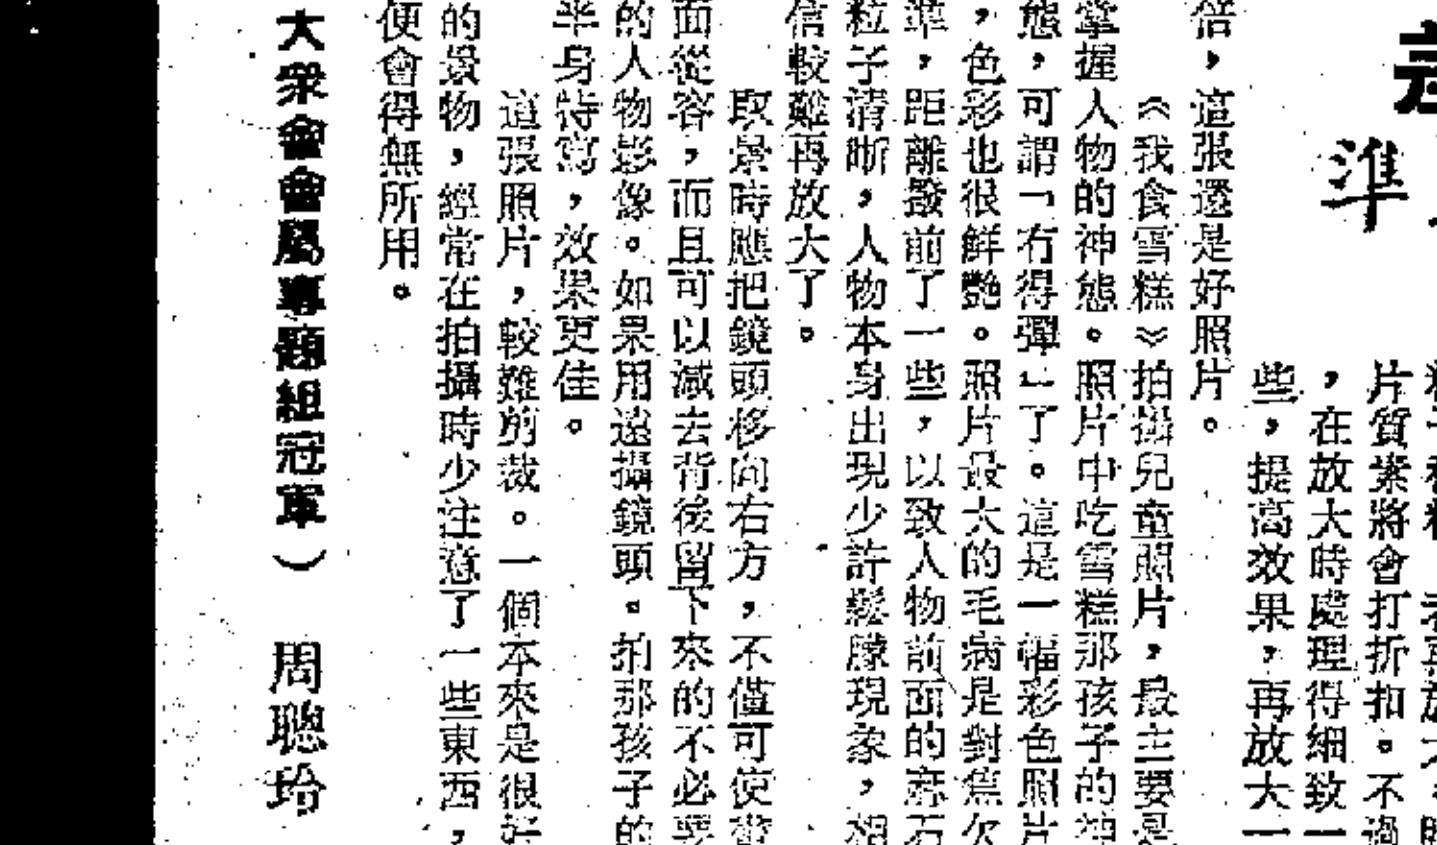 準
片質素將會打折扣。不過
，在放大時處理得細致一
些，提高效果，再放大一
倍，這張還是好照片。
《我食雪糕》拍攝兒童照片，最主要是
掌握人物的神態。照片中吃雪糕那孩子的神
態，可謂「冇得彈」了。這是一幅彩色照片
，色彩也很鮮艷。照片最大的毛病是對焦欠
準，距離撥前了一些，以致人物前面的麻石
粒子清晰，人物本身出現少許朦現象，相
信較難再放大了。
取景時應把鏡頭移向右方，不僅可使畫
面從容，而且可以減去背後留下來的不必要
的人物影像。如果用遠攝鏡頭。拍那孩子的
半身特寫，效果更佳。
這張照片，較難剪裁。一個本來是很好
的景物，經常在拍攝時少注意了一些東西，
便會得無所用。
大衆會會屬專題組冠軍） 周聰玲